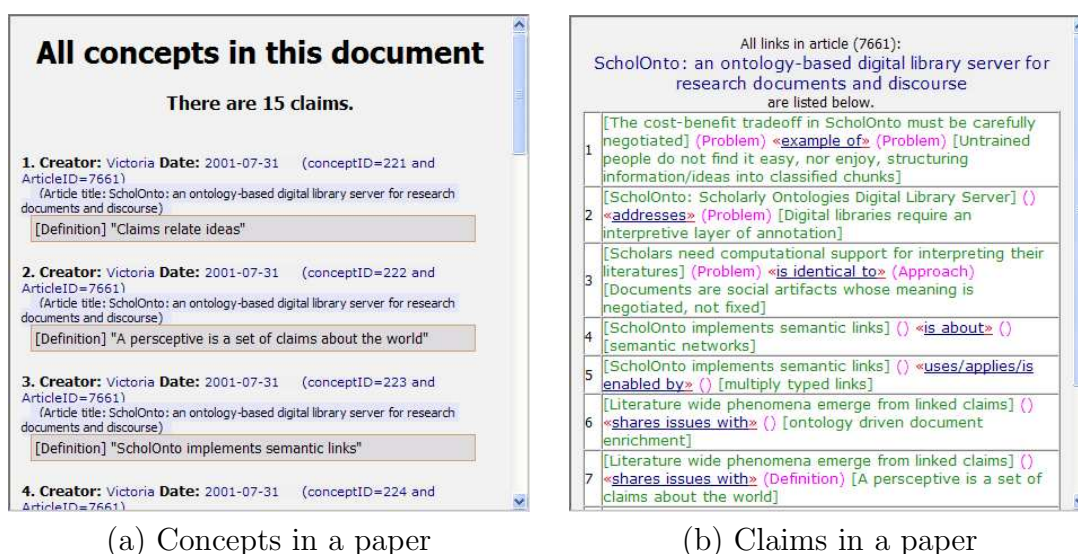 All concepts in this document
There are 15 claims.
1. Creator: Victoria Date: 2001-07-31 (conceptID=221 and
ArticleID=7661)
(Article title: ScholOnto: an ontology-based digital library server for research
documents and discourse)
[Definition] "Claims relate ideas"
2. Creator: Victoria Date: 2001-07-31 (conceptID=222 and
ArticleID=7661)
(Article title: ScholOnto: an ontology-based digital library server for research
documents and discourse)
[Definition] "A persceptive is a set of claims about the world"
3. Creator: Victoria Date: 2001-07-31 (conceptID=223 and
ArticleID=7661)
(Article title: ScholOnto: an ontology-based digital library server for research
documents and discourse)
[Definition] "ScholOnto implements semantic links"
4. Creator: Victoria Date: 2001-07-31 (conceptID=224 and
ArticleID=7661)
(a) Concepts in a paper
All links in article (7661):
ScholOnto: an ontology-based digital library server for
research documents and discourse
are listed below.
[The cost-benefit tradeoff in ScholOnto must be carefully
1 negotiated] (Problem) «example of» (Problem) [Untrained
people do not find it easy, nor enjoy, structuring
information/ideas into classified chunks]
[ScholOnto: Scholarly Ontologies Digital Library Server] ()
2 «addresses» (Problem) [Digital libraries require an
interpretive layer of annotation]
[Scholars need computational support for interpreting their
literatures] (Problem) «is identical to» (Approach)
3 [Documents are social artifacts whose meaning is
negotiated, not fixed]
4 [ScholOnto implements semantic links] () «is about» ()
[semantic networks]
5 [ScholOnto implements semantic links] () «uses/applies/is
enabled by» () [multiply typed links]
[Literature wide phenomena emerge from linked claims] ()
6 «shares issues with» () [ontology driven document
enrichment]
[Literature wide phenomena emerge from linked claims] ()
7 «shares issues with» (Definition) [A persceptive is a set of
claims about the world]
(b) Claims in a paper